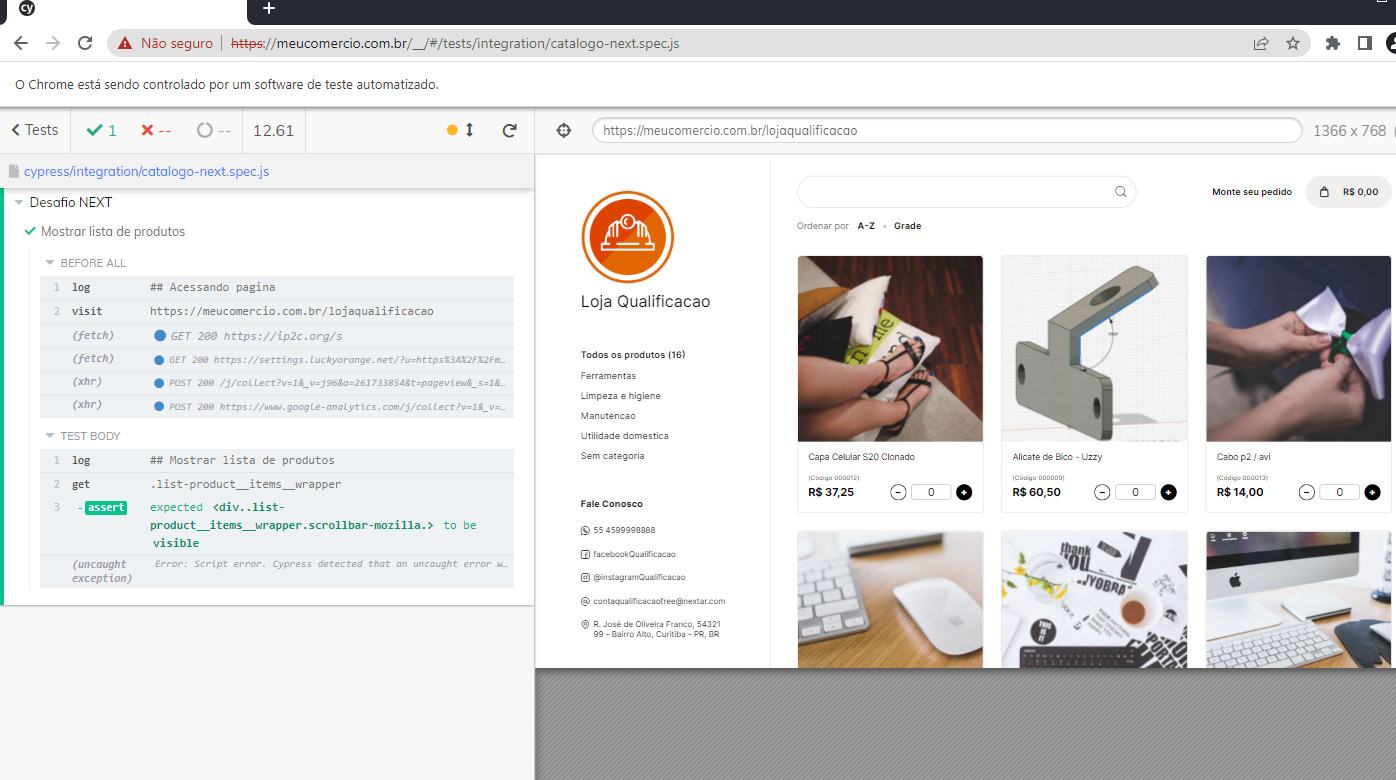 cy
Não seguro
https://meucomercio.com.br/__/#/tests/integration/catalogo-next.spec.js
O Chrome está sendo controlado por um software de teste automatizado.
Tests
1
--
--
12.61
https://meucomercio.com.br/lojaqualificacao
1366 x 768 (
cypress/integration/catalogo-next.spec.js
Desafio NEXT
Mostrar lista de produtos
BEFORE ALL
1 log ## Acessando pagina
2 visit https://meucomercio.com.br/lojaqualificacao
(fetch) GET 200 https://ip2c.org/s
(fetch) GET 200 https://settings.luckyorange.net/?u=https%3A%2F%2Fm…
(xhr) POST 200 /j/collect?v=1&_v=j96&a=261733854&t=pageview&_s=1&…
(xhr) POST 200 https://www.google-analytics.com/j/collect?v=1&_v=…
TEST BODY
1 log ## Mostrar lista de produtos
2 get .list-product__items__wrapper
3 -assert expected <div..list-
product__items__wrapper.scrollbar-mozilla.> to be
visible
(uncaught Error: Script error. Cypress detected that an uncaught error w…
exception)
Loja Qualificacao
Todos os produtos (16)
Ferramentas
Limpeza e higiene
Manutencao
Utilidade domestica
Sem categoria
Fale Conosco
55 4599998888
facebookQualificacao
@instagramQualificacao
contaqualificacaofree@nextar.com
R. José de Oliveira Franco, 54321
99 - Bairro Alto, Curitiba - PR, BR
Monte seu pedido
R$ 0,00
Ordenar por A-Z • Grade
Capa Celular S20 Clonado
(Código 000012)
R$ 37,25
0
Alicate de Bico - Uzzy
(Código 000009)
R$ 60,50
0
Cabo p2 / avi
(Código 000013)
R$ 14,00
0
thank
YOU
JYOBRA
THIS
IS IT